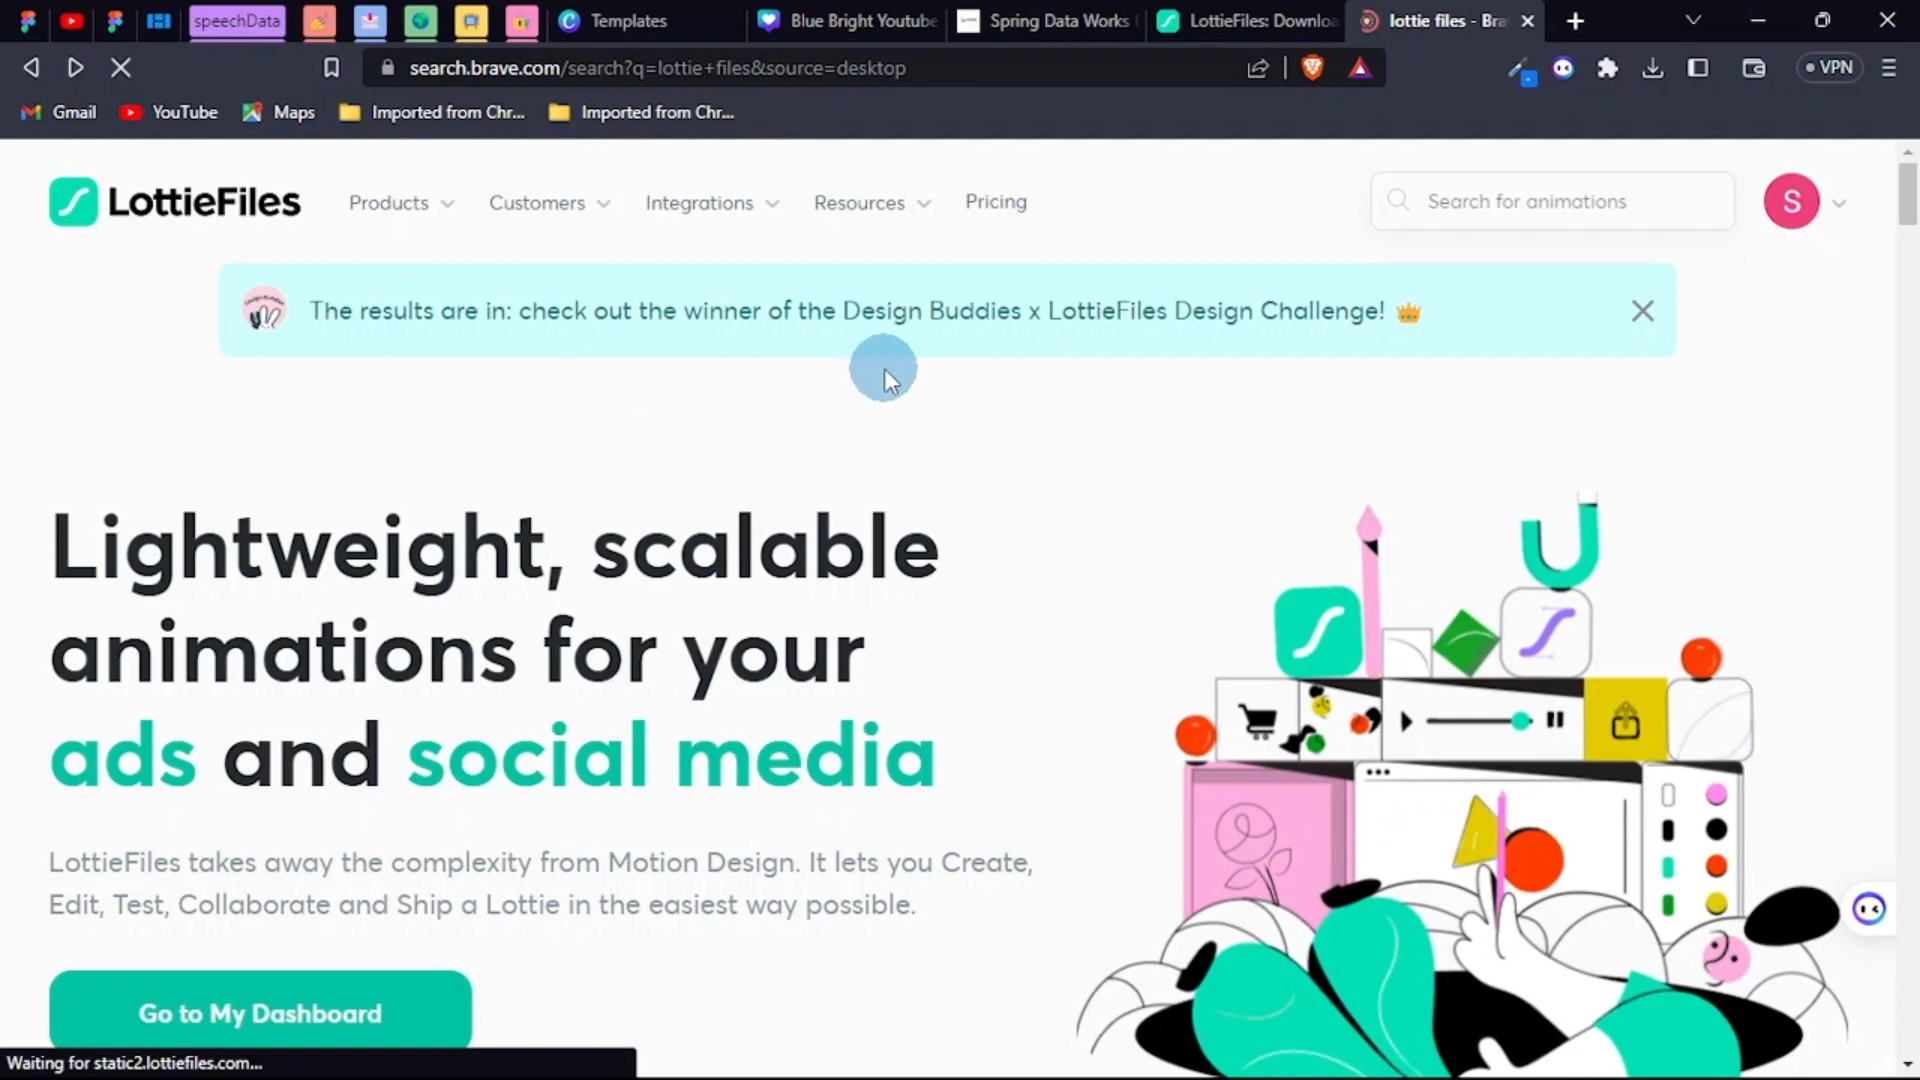 speechData
Templates
Blue Bright Youtube
Spring Data Works
LottieFiles: Downlo
lottie files - Bra
search.brave.com/search?q=lottie+files&source=desktop
VPN
Gmail
YouTube
Maps
Imported from Chr...
Imported from Chr...
LottieFiles
Products
Customers
Integrations
Resources
Pricing
Search for animations
S
The results are in: check out the winner of the Design Buddies x LottieFiles Design Challenge!
Lightweight, scalable
animations for your
ads and social media
LottieFiles takes away the complexity from Motion Design. It lets you Create,
Edit, Test, Collaborate and Ship a Lottie in the easiest way possible.
Go to My Dashboard
Waiting for static2.lottiefiles.com...